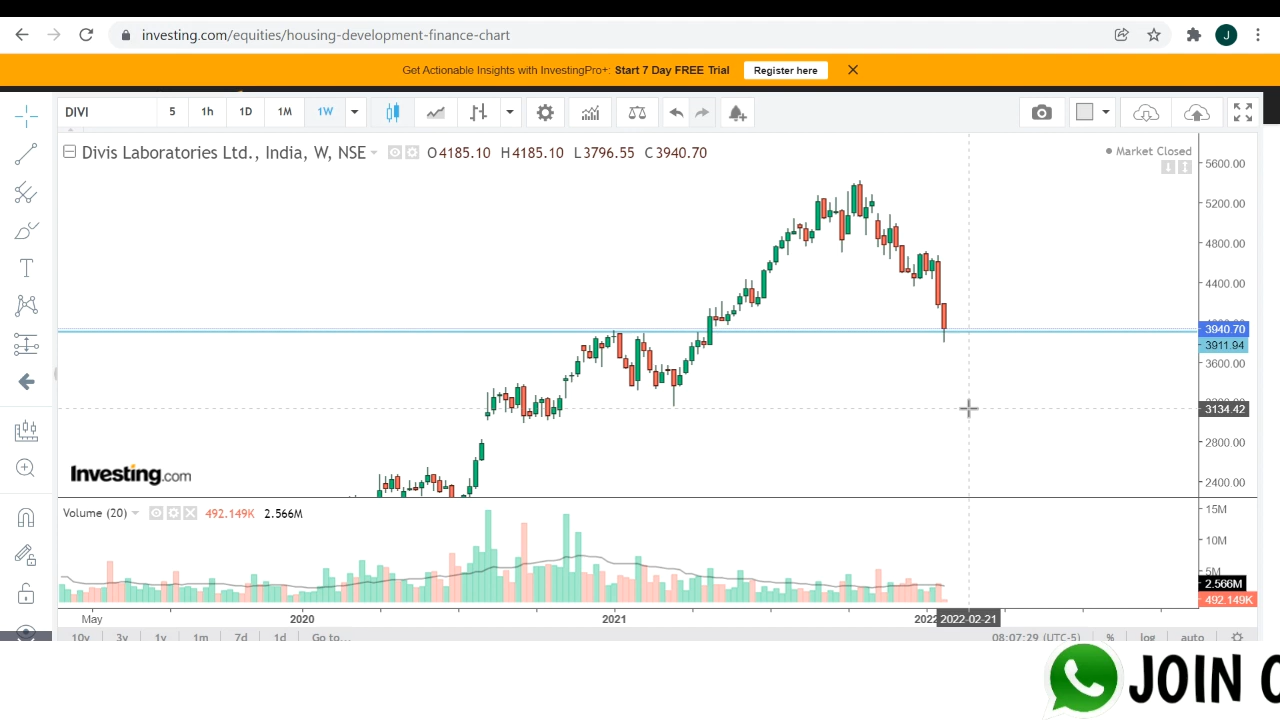 investing.com/equities/housing-development-finance-chart
J
Get Actionable Insights with InvestingPro+: Start 7 Day FREE Trial
Register here
DIVI 5 1h 1D 1M 1W
Divis Laboratories Ltd., India, W, NSE O4185.10 H4185.10 L3796.55 C3940.70
Market Closed
5600.00
5200.00
4800.00
4400.00
3940.70
3911.94
3600.00
3134.42
2800.00
2400.00
Investing.com
Volume (20) 492.149K 2.566M
15M
10M
5M
2.566M
492.149K
May 2020 2021 2022 2022-02-21
10y 3y 1y 1m 7d 1d Go to... 08:07:29 (UTC-5) % log auto
JOIN